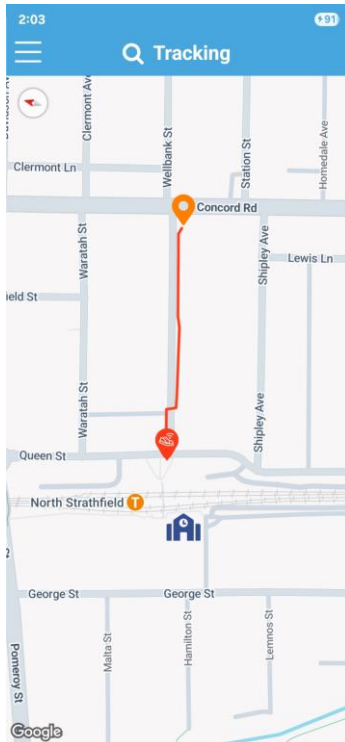 2:03
91
Tracking
Clermont Ave
Wellbank St
Station St
Homedale Ave
Clermont Ln
Concord Rd
Waratah St
Shipley Ave
Lewis Ln
ield St
Waratah St
Shipley Ave
Queen St
North Strathfield T
George St
George St
Pomeroy St
Malta St
Hamilton St
Lemnos St
Google